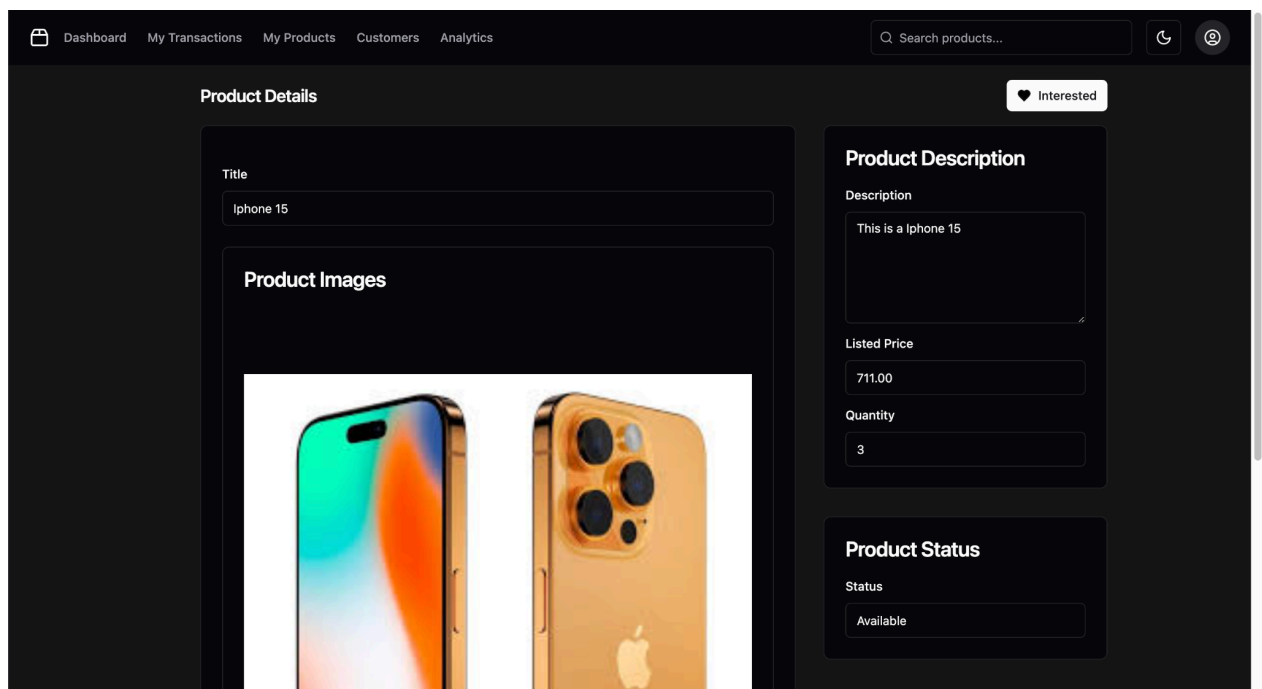 Dashboard My Transactions My Products Customers Analytics Search products...
Product Details
Interested
Title
Iphone 15
Product Images
Product Description
Description
This is a Iphone 15
Listed Price
711.00
Quantity
3
Product Status
Status
Available